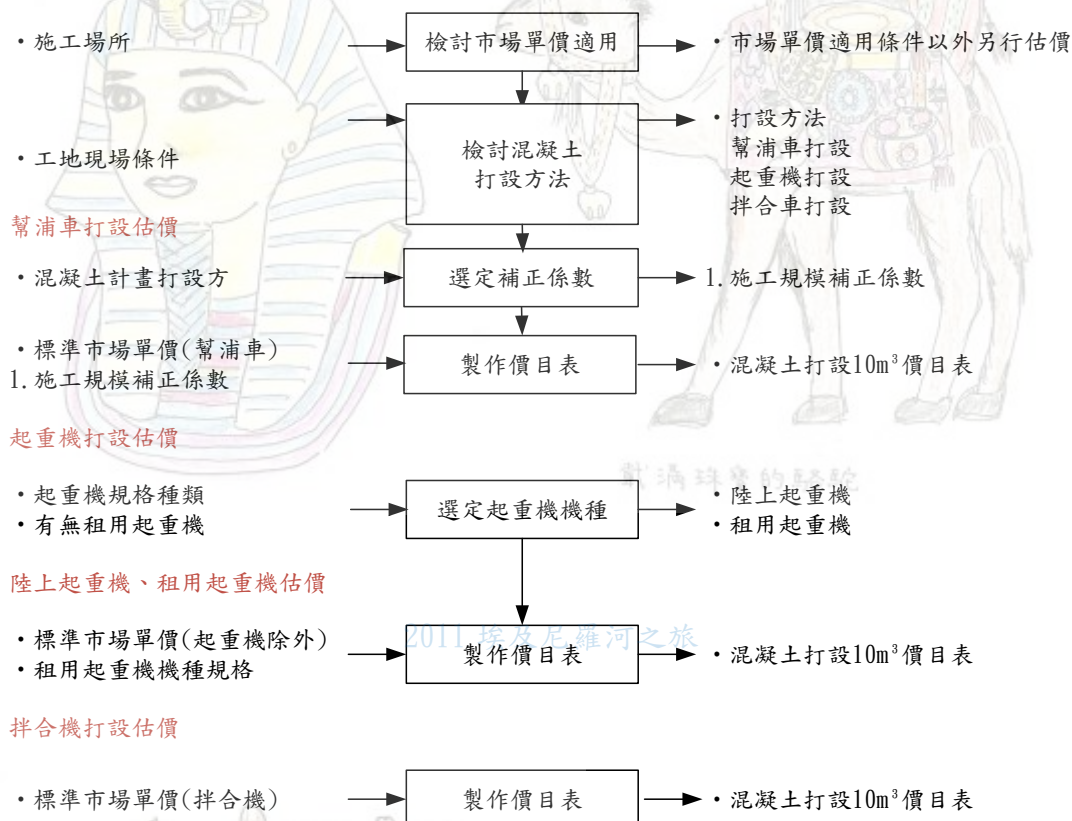 ・施工場所
檢討市場單價適用
・市場單價適用條件以外另行估價
・工地現場條件
檢討混凝土
打設方法
・打設方法
幫浦車打設
起重機打設
拌合車打設
幫浦車打設估價
・混凝土計畫打設方
選定補正係數
1.施工規模補正係數
・標準市場單價(幫浦車)
1.施工規模補正係數
製作價目表
・混凝土打設10m³價目表
起重機打設估價
戴滿珠寶的駱駝
・起重機規格種類
・有無租用起重機
選定起重機機種
・陸上起重機
・租用起重機
陸上起重機、租用起重機估價
2011 埃及尼羅河之旅
・標準市場單價(起重機除外)
・租用起重機機種規格
製作價目表
・混凝土打設10m³價目表
拌合機打設估價
・標準市場單價(拌合機)
製作價目表
・混凝土打設10m³價目表